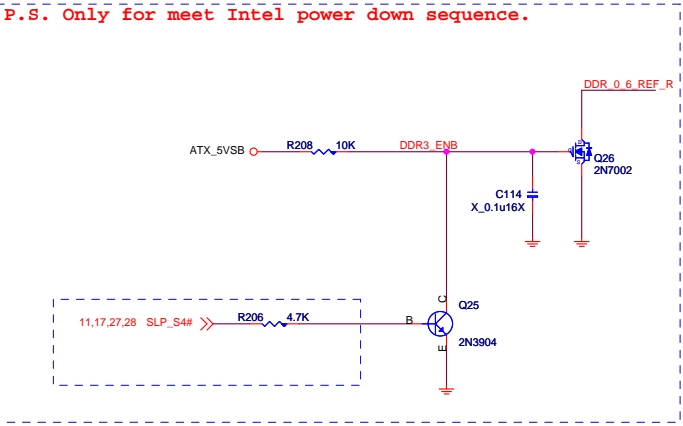 P.S. Only for meet Intel power down sequence.
DDR_0_6_REF_R
ATX_5VSB
R208
10K
DDR3_ENB
G
D
S
Q26
2N7002
C114
X_0.1u16X
11,17,27,28
SLP_S4#
R206
4.7K
B
C
E
Q25
2N3904